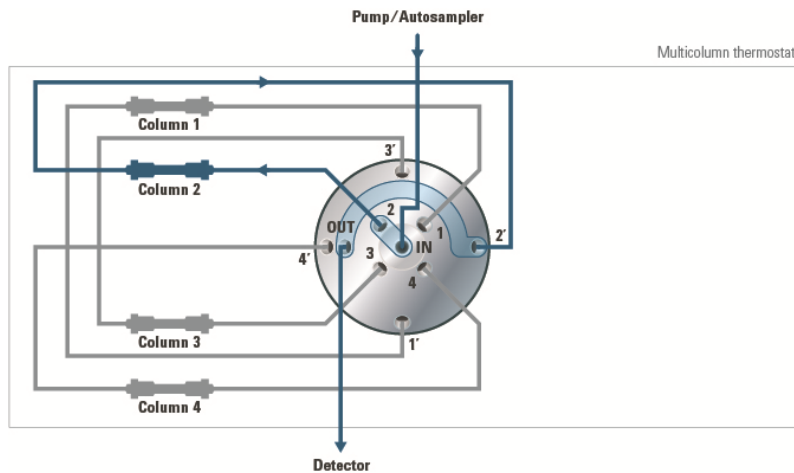 Pump/Autosampler
Multicolumn thermostat
Column 1
3′
Column 2
2
OUT
1
2′
4′
3
IN
4
Column 3
1′
Column 4
Detector